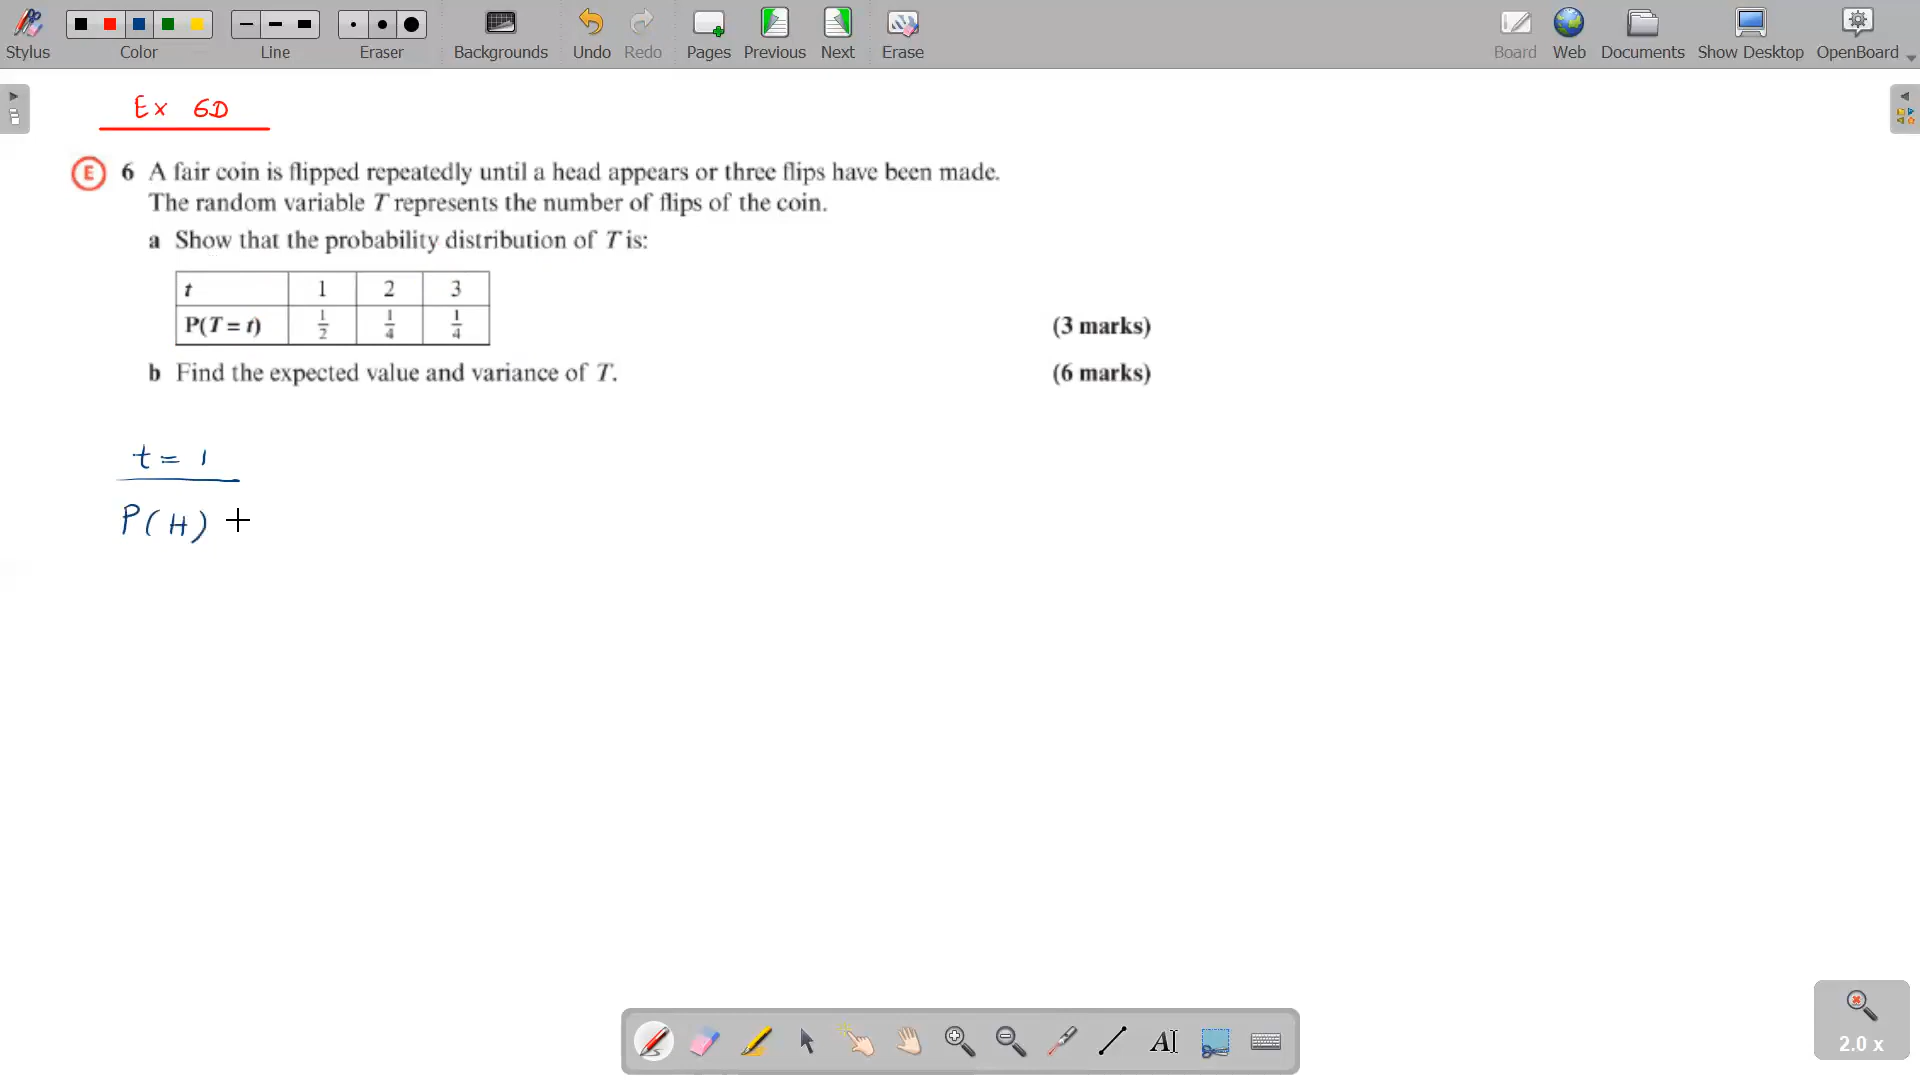 Stylus Color Line Eraser Backgrounds Undo Redo Pages Previous Next Erase Board Web Documents Show Desktop OpenBoard
Ex 6D
E 6 A fair coin is flipped repeatedly until a head appears or three flips have been made.
The random variable T represents the number of flips of the coin.
a Show that the probability distribution of T is:
t 1 2 3
P(T = t) 1/2 1/4 1/4 (3 marks)
b Find the expected value and variance of T. (6 marks)
t = 1
P(H)
2.0 x